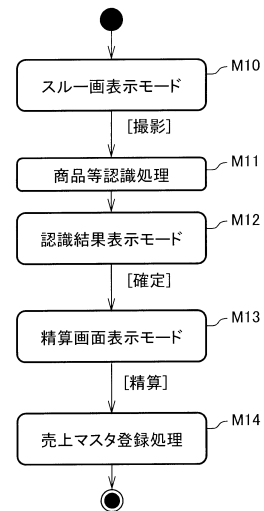 M10
スルー画表示モード
[撮影]
M11
商品等認識処理
M12
認識結果表示モード
[確定]
M13
精算画面表示モード
[精算]
M14
売上マスタ登録処理